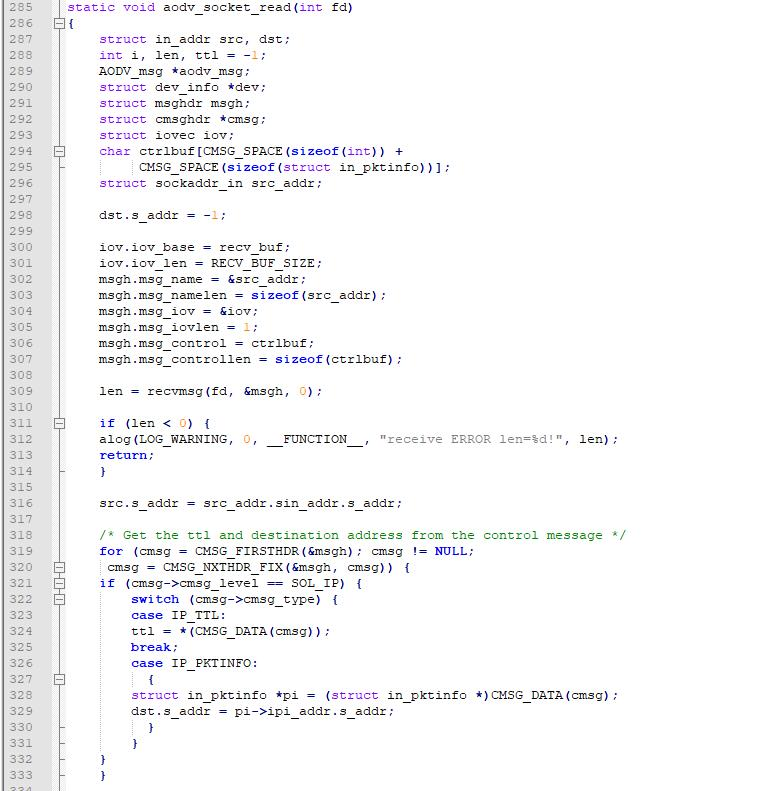 285 static void aodv_socket_read(int fd)
286 {
287 struct in_addr src, dst;
288 int i, len, ttl = -1;
289 AODV_msg *aodv_msg;
290 struct dev_info *dev;
291 struct msghdr msgh;
292 struct cmsghdr *cmsg;
293 struct iovec iov;
294 char ctrlbuf[CMSG_SPACE(sizeof(int)) +
295 CMSG_SPACE(sizeof(struct in_pktinfo))];
296 struct sockaddr_in src_addr;
297
298 dst.s_addr = -1;
299
300 iov.iov_base = recv_buf;
301 iov.iov_len = RECV_BUF_SIZE;
302 msgh.msg_name = &src_addr;
303 msgh.msg_namelen = sizeof(src_addr);
304 msgh.msg_iov = &iov;
305 msgh.msg_iovlen = 1;
306 msgh.msg_control = ctrlbuf;
307 msgh.msg_controllen = sizeof(ctrlbuf);
308
309 len = recvmsg(fd, &msgh, 0);
310
311 if (len < 0) {
312 alog(LOG_WARNING, 0, __FUNCTION__, "receive ERROR len=%d!", len);
313 return;
314 }
315
316 src.s_addr = src_addr.sin_addr.s_addr;
317
318 /* Get the ttl and destination address from the control message */
319 for (cmsg = CMSG_FIRSTHDR(&msgh); cmsg != NULL;
320 cmsg = CMSG_NXTHDR_FIX(&msgh, cmsg)) {
321 if (cmsg->cmsg_level == SOL_IP) {
322 switch (cmsg->cmsg_type) {
323 case IP_TTL:
324 ttl = *(CMSG_DATA(cmsg));
325 break;
326 case IP_PKTINFO:
327 {
328 struct in_pktinfo *pi = (struct in_pktinfo *)CMSG_DATA(cmsg);
329 dst.s_addr = pi->ipi_addr.s_addr;
330 }
331 }
332 }
333 }